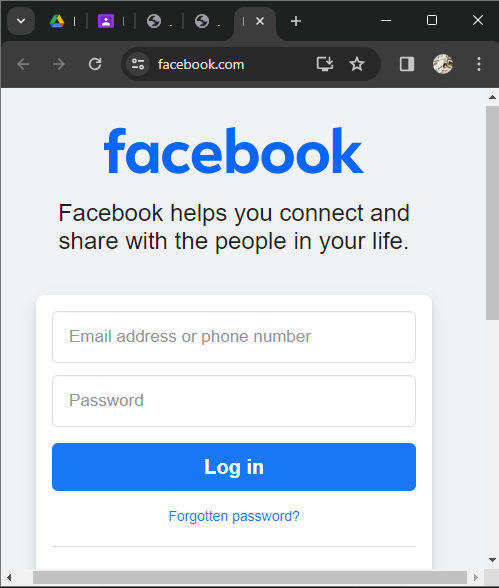 facebook.com
facebook
Facebook helps you connect and
share with the people in your life.
Email address or phone number
Password
Log in
Forgotten password?